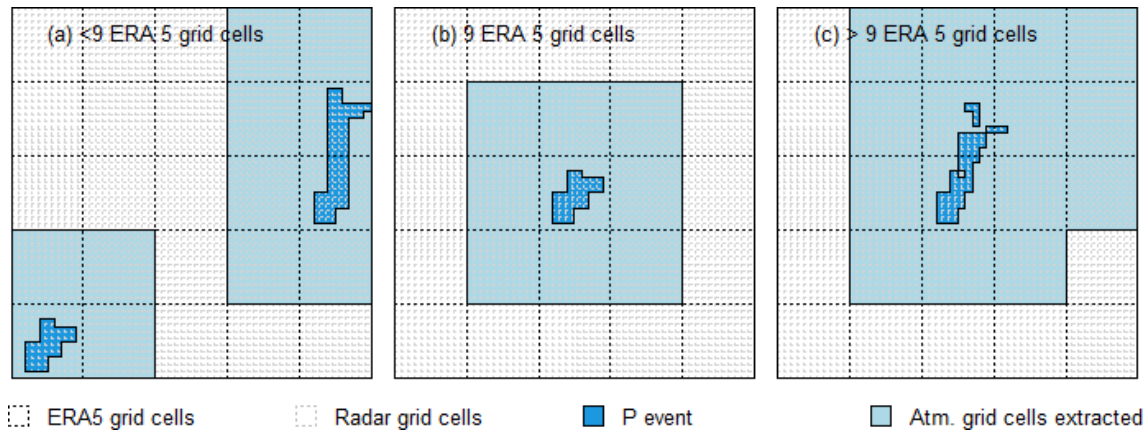 (a) <9 ERA 5 grid cells
(b) 9 ERA 5 grid cells
(c) > 9 ERA 5 grid cells
ERA5 grid cells
Radar grid cells
P event
Atm. grid cells extracted